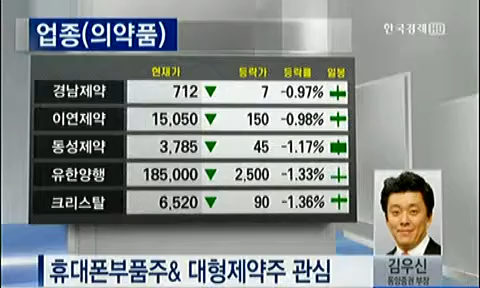 업종(의약품)
한국경제HD
현재가 등락가 등락률 일봉
경남제약 712 ▼ 7 -0.97%
이연제약 15,050 ▼ 150 -0.98%
동성제약 3,785 ▼ 45 -1.17%
유한양행 185,000 ▼ 2,500 -1.33%
크리스탈 6,520 ▼ 90 -1.36%
김우신
동양증권 부장
휴대폰부품주& 대형제약주 관심